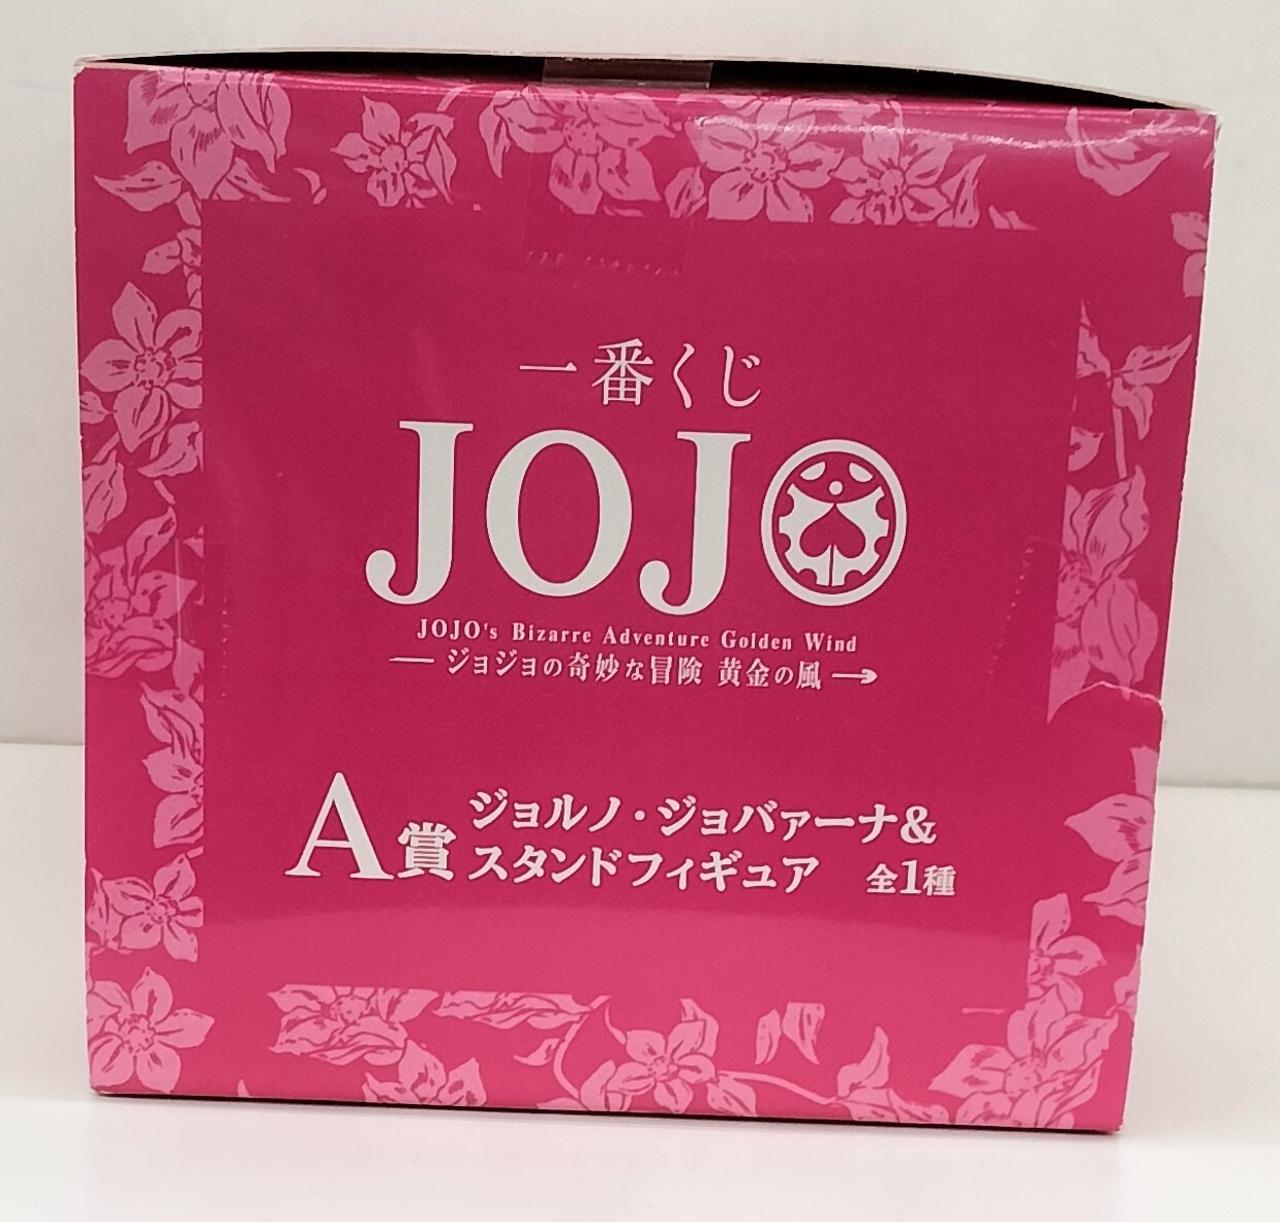 一番くじ
JOJO
JOJO's Bizarre Adventure Golden Wind
ジョジョの奇妙な冒険 黄金の風
A賞 ジョルノ・ジョバァーナ&
スタンドフィギュア 全1種